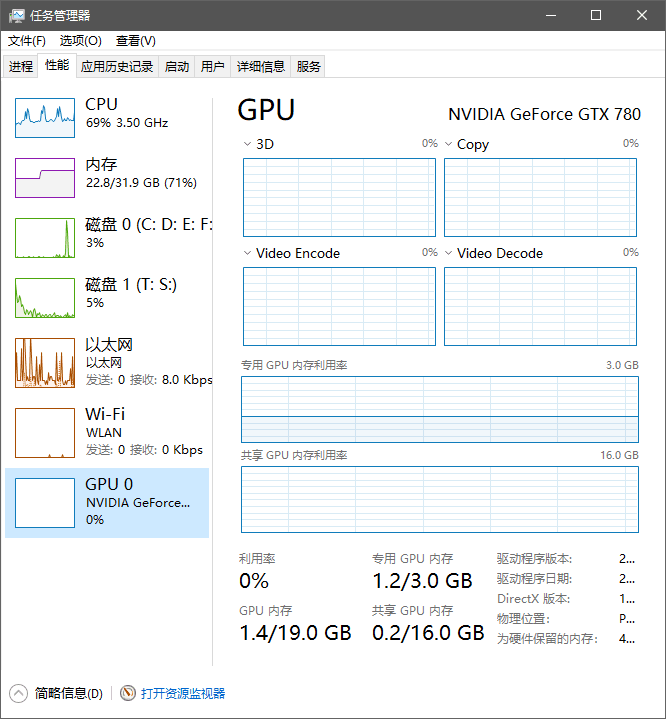 任务管理器
文件(F) 选项(O) 查看(V)
进程 性能 应用历史记录 启动 用户 详细信息 服务
CPU
69% 3.50 GHz
内存
22.8/31.9 GB (71%)
磁盘 0 (C: D: E: F:
3%
磁盘 1 (T: S:)
5%
以太网
以太网
发送: 0 接收: 8.0 Kbps
Wi-Fi
WLAN
发送: 0 接收: 0 Kbps
GPU 0
NVIDIA GeForce...
0%
GPU
NVIDIA GeForce GTX 780
3D 0%
Copy 0%
Video Encode 0%
Video Decode 0%
专用 GPU 内存利用率 3.0 GB
共享 GPU 内存利用率 16.0 GB
利用率
0%
专用 GPU 内存
1.2/3.0 GB
GPU 内存
1.4/19.0 GB
共享 GPU 内存
0.2/16.0 GB
驱动程序版本: 2...
驱动程序日期: 2...
DirectX 版本: 1...
物理位置: P...
为硬件保留的内存: 4...
简略信息(D)
打开资源监视器